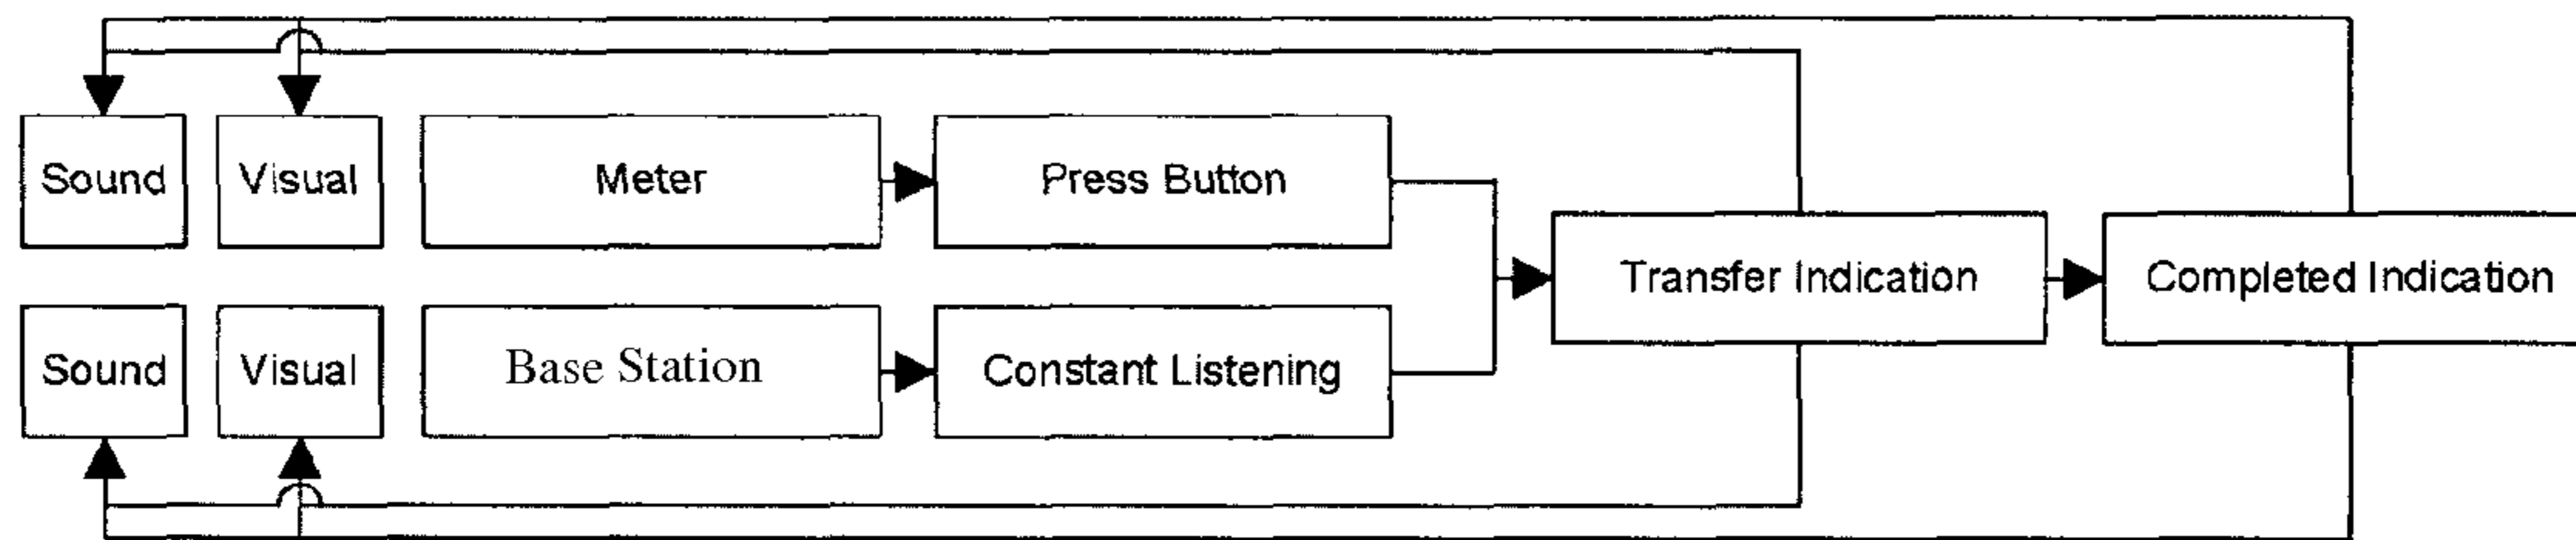 Sound
Visual
Meter
Press Button
Transfer Indication
Completed Indication
Sound
Visual
Base Station
Constant Listening